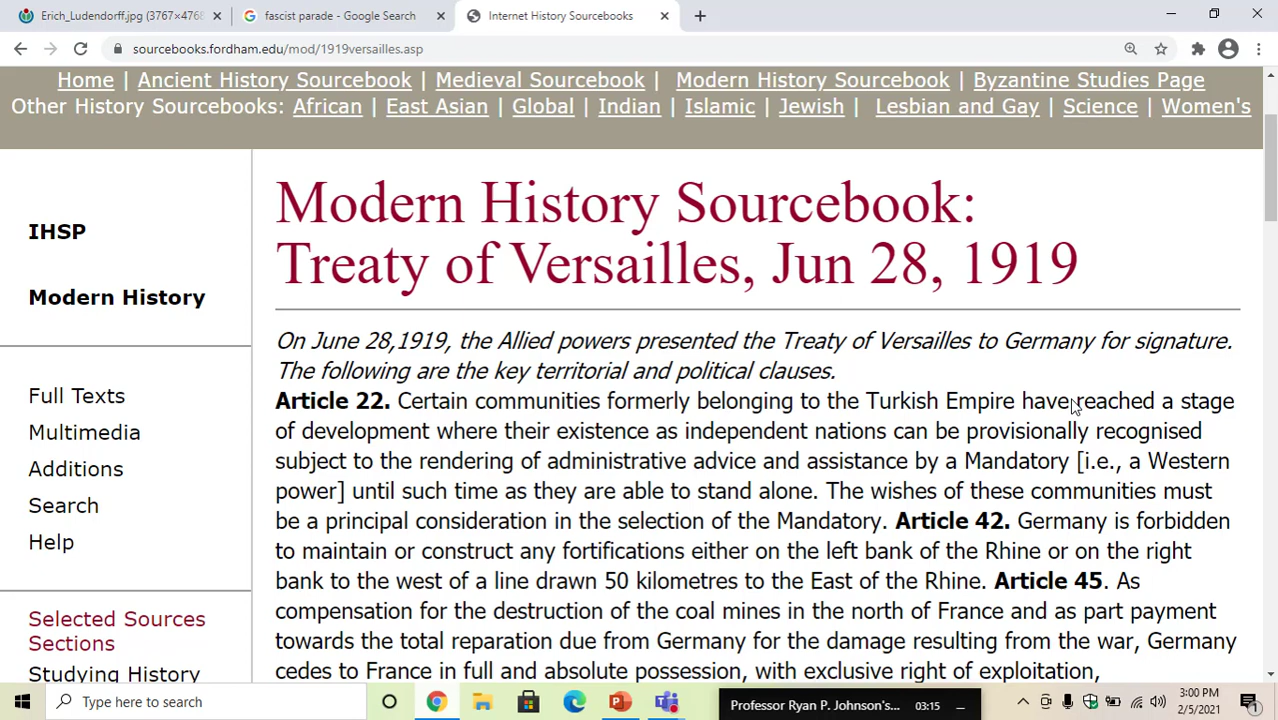 Erich_Ludendorff.jpg (3767×4768
fascist parade - Google Search
Internet History Sourcebooks
sourcebooks.fordham.edu/mod/1919versailles.asp
Home | Ancient History Sourcebook | Medieval Sourcebook | Modern History Sourcebook | Byzantine Studies Page
Other History Sourcebooks: African | East Asian | Global | Indian | Islamic | Jewish | Lesbian and Gay | Science | Women's
IHSP
Modern History
Full Texts
Multimedia
Additions
Search
Help
Selected Sources
Sections
Studying History
Modern History Sourcebook:
Treaty of Versailles, Jun 28, 1919
On June 28,1919, the Allied powers presented the Treaty of Versailles to Germany for signature.
The following are the key territorial and political clauses.
Article 22. Certain communities formerly belonging to the Turkish Empire have reached a stage
of development where their existence as independent nations can be provisionally recognised
subject to the rendering of administrative advice and assistance by a Mandatory [i.e., a Western
power] until such time as they are able to stand alone. The wishes of these communities must
be a principal consideration in the selection of the Mandatory. Article 42. Germany is forbidden
to maintain or construct any fortifications either on the left bank of the Rhine or on the right
bank to the west of a line drawn 50 kilometres to the East of the Rhine. Article 45. As
compensation for the destruction of the coal mines in the north of France and as part payment
towards the total reparation due from Germany for the damage resulting from the war, Germany
cedes to France in full and absolute possession, with exclusive right of exploitation,
Type here to search
Professor Ryan P. Johnson's... 03:15
3:00 PM
2/5/2021
1